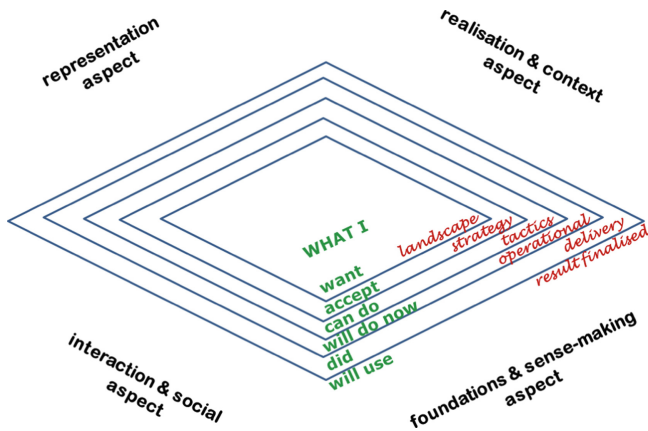 representation
aspect
realisation & context
aspect
WHAT I
want
accept
can do
will do now
did
will use
landscape
strategy
tactics
operational
delivery
result finalised
interaction & social
aspect
foundations & sense-making
aspect